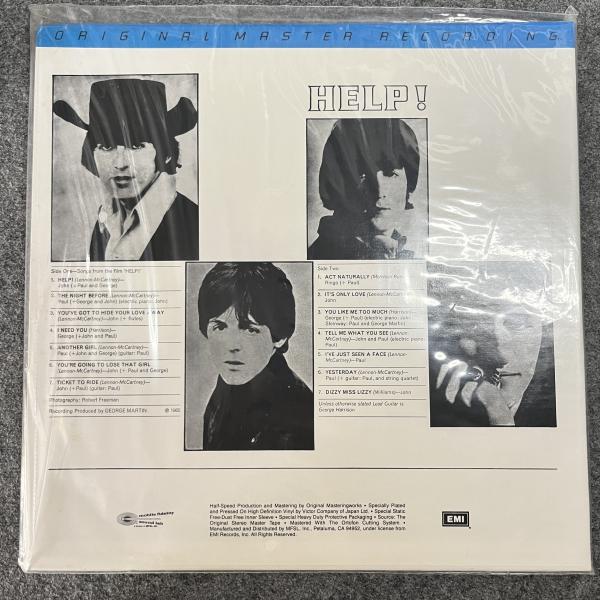 ORIGINAL MASTER RECORDING
HELP!
Side One—Songs from the film "HELP!"
1. HELP! (Lennon-McCartney)—
John (+ Paul and George)
2. THE NIGHT BEFORE (Lennon-McCartney)—
Paul (+ George and John) (electric piano: John)
3. YOU'VE GOT TO HIDE YOUR LOVE AWAY
(Lennon-McCartney)—John (+ flutes)
4. I NEED YOU (Harrison)—
George (+ John and Paul)
5. ANOTHER GIRL (Lennon-McCartney)—
Paul (+ John and George) (guitar: Paul)
6. YOU'RE GOING TO LOSE THAT GIRL
(Lennon-McCartney)—John (+ Paul and George)
7. TICKET TO RIDE (Lennon-McCartney)—
John (+ Paul) (guitar: Paul)
Photography: Robert Freeman
Recording Produced by GEORGE MARTIN. ℗ 1965
Side Two
1. ACT NATURALLY (Morrison
Ringo (+ Paul)
2. IT'S ONLY LOVE (Lennon-McCartney)—
John
3. YOU LIKE ME TOO MUCH (Harrison)—
George (+ Paul) (electric piano: John
Steinway: Paul and George Martin)
4. TELL ME WHAT YOU SEE (Lennon-
McCartney)—John and Paul (electric piano:
Paul)
5. I'VE JUST SEEN A FACE (Lennon-McCartney)—
Paul
6. YESTERDAY (Lennon-McCartney)—
Paul (+ guitar: Paul, and string quartet)
7. DIZZY MISS LIZZY (Williams)—John
Unless otherwise stated Lead Guitar is
George Harrison
Half-Speed Production and Mastering by Original Masteringworks • Specially Plated
and Pressed On High Definition Vinyl by Victor Company of Japan Ltd. • Special Static
Free-Dust Free Inner Sleeve • Special Heavy Duty Protective Packaging • Source: The
Original Stereo Master Tape • Mastered With The Ortofon Cutting System. •
Manufactured and Distributed by MFSL, Inc., Petaluma, CA 94952, under license from
EMI Records, Inc. All Rights Reserved.
mobile fidelity
sound lab
EMI